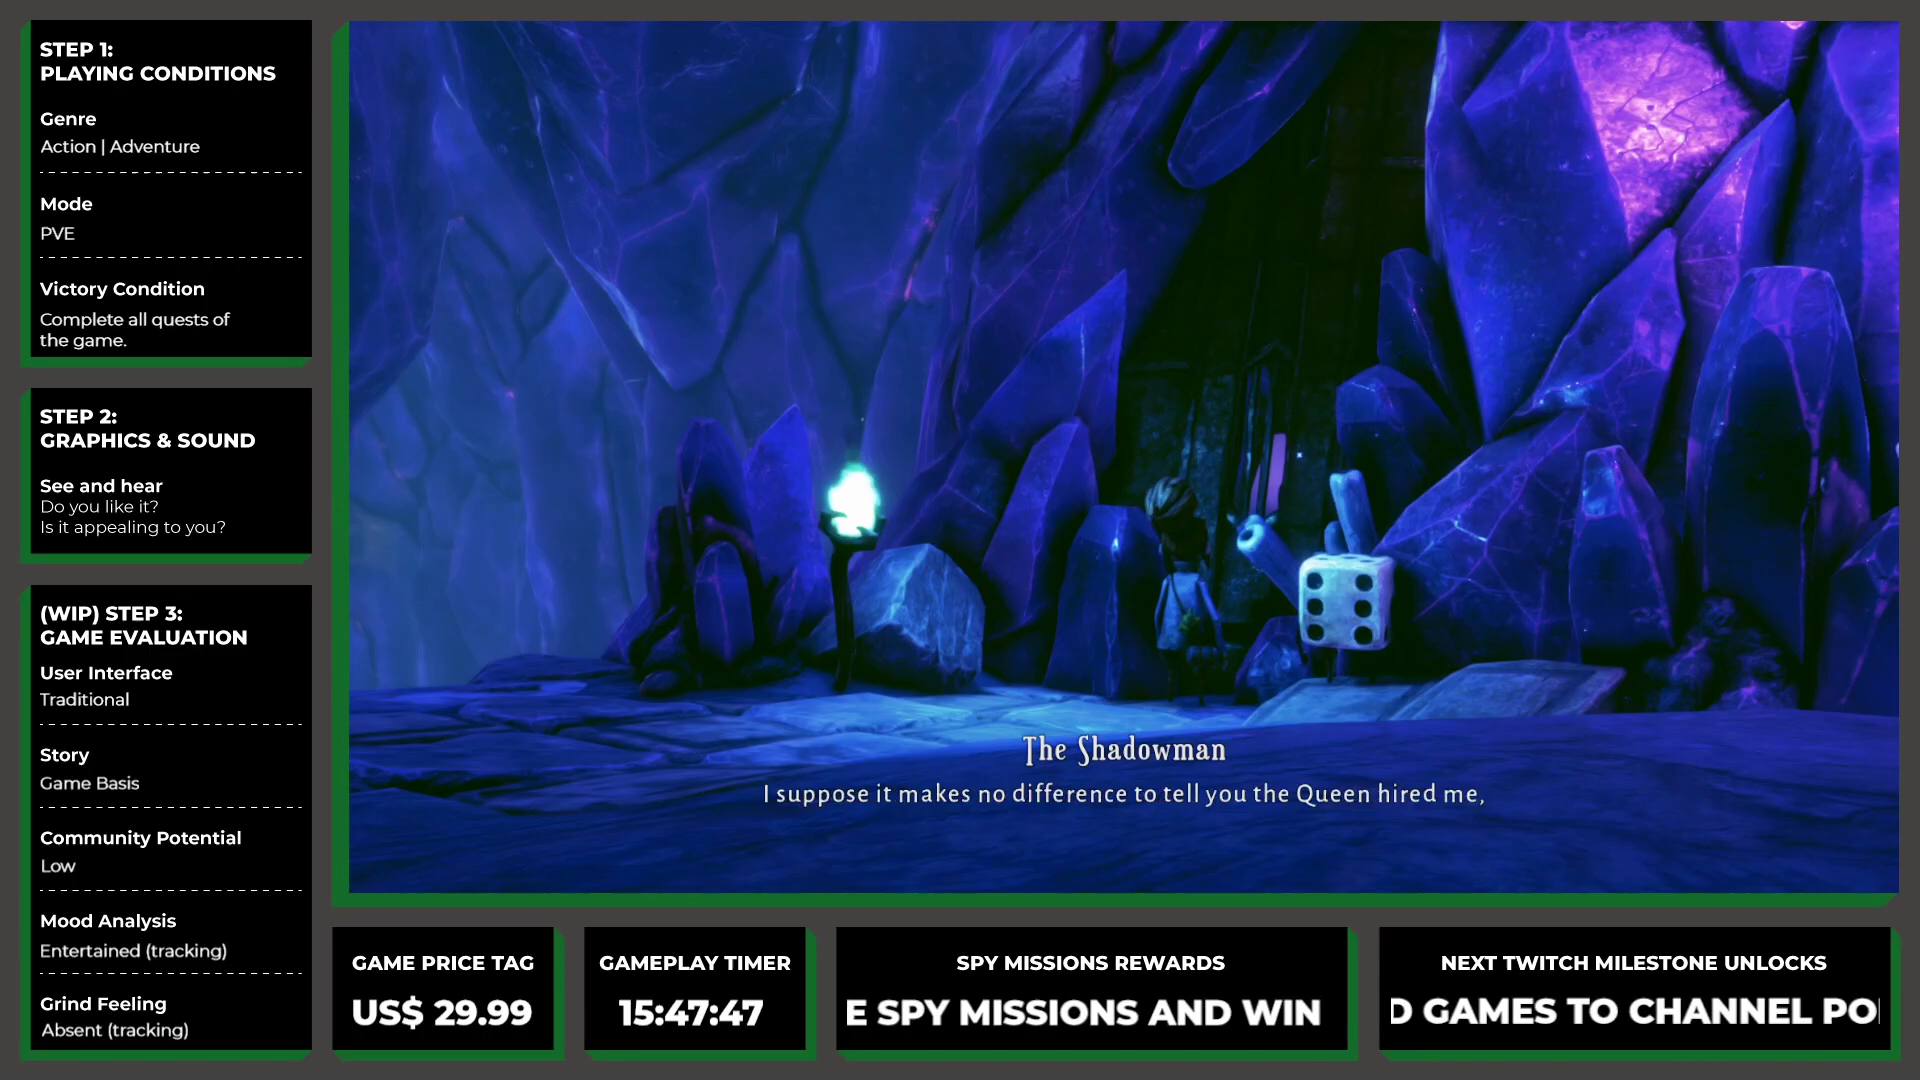 STEP 1:
PLAYING CONDITIONS
Genre
Action | Adventure
Mode
PVE
Victory Condition
Complete all quests of
the game.
STEP 2:
GRAPHICS & SOUND
See and hear
Do you like it?
Is it appealing to you?
(WIP) STEP 3:
GAME EVALUATION
User Interface
Traditional
Story
Game Basis
Community Potential
Low
Mood Analysis
Entertained (tracking)
Grind Feeling
Absent (tracking)
The Shadowman
I suppose it makes no difference to tell you the Queen hired me,
GAME PRICE TAG
US$ 29.99
GAMEPLAY TIMER
15:47:47
SPY MISSIONS REWARDS
E SPY MISSIONS AND WIN
NEXT TWITCH MILESTONE UNLOCKS
D GAMES TO CHANNEL PO